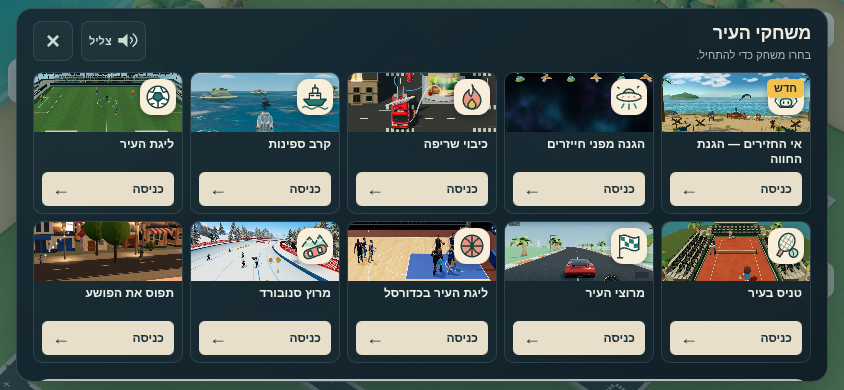 משחקי העיר
בחרו משחק כדי להתחיל.
צליל
חדש
אי החזירים — הגנת
החווה
כניסה
הגנה מפני חייזרים
כניסה
כיבוי שריפה
כניסה
קרב ספינות
כניסה
ליגת העיר
כניסה
טניס בעיר
כניסה
מרוצי העיר
כניסה
ליגת העיר בכדורסל
כניסה
מרוץ סנובורד
כניסה
תפוס את הפושע
כניסה